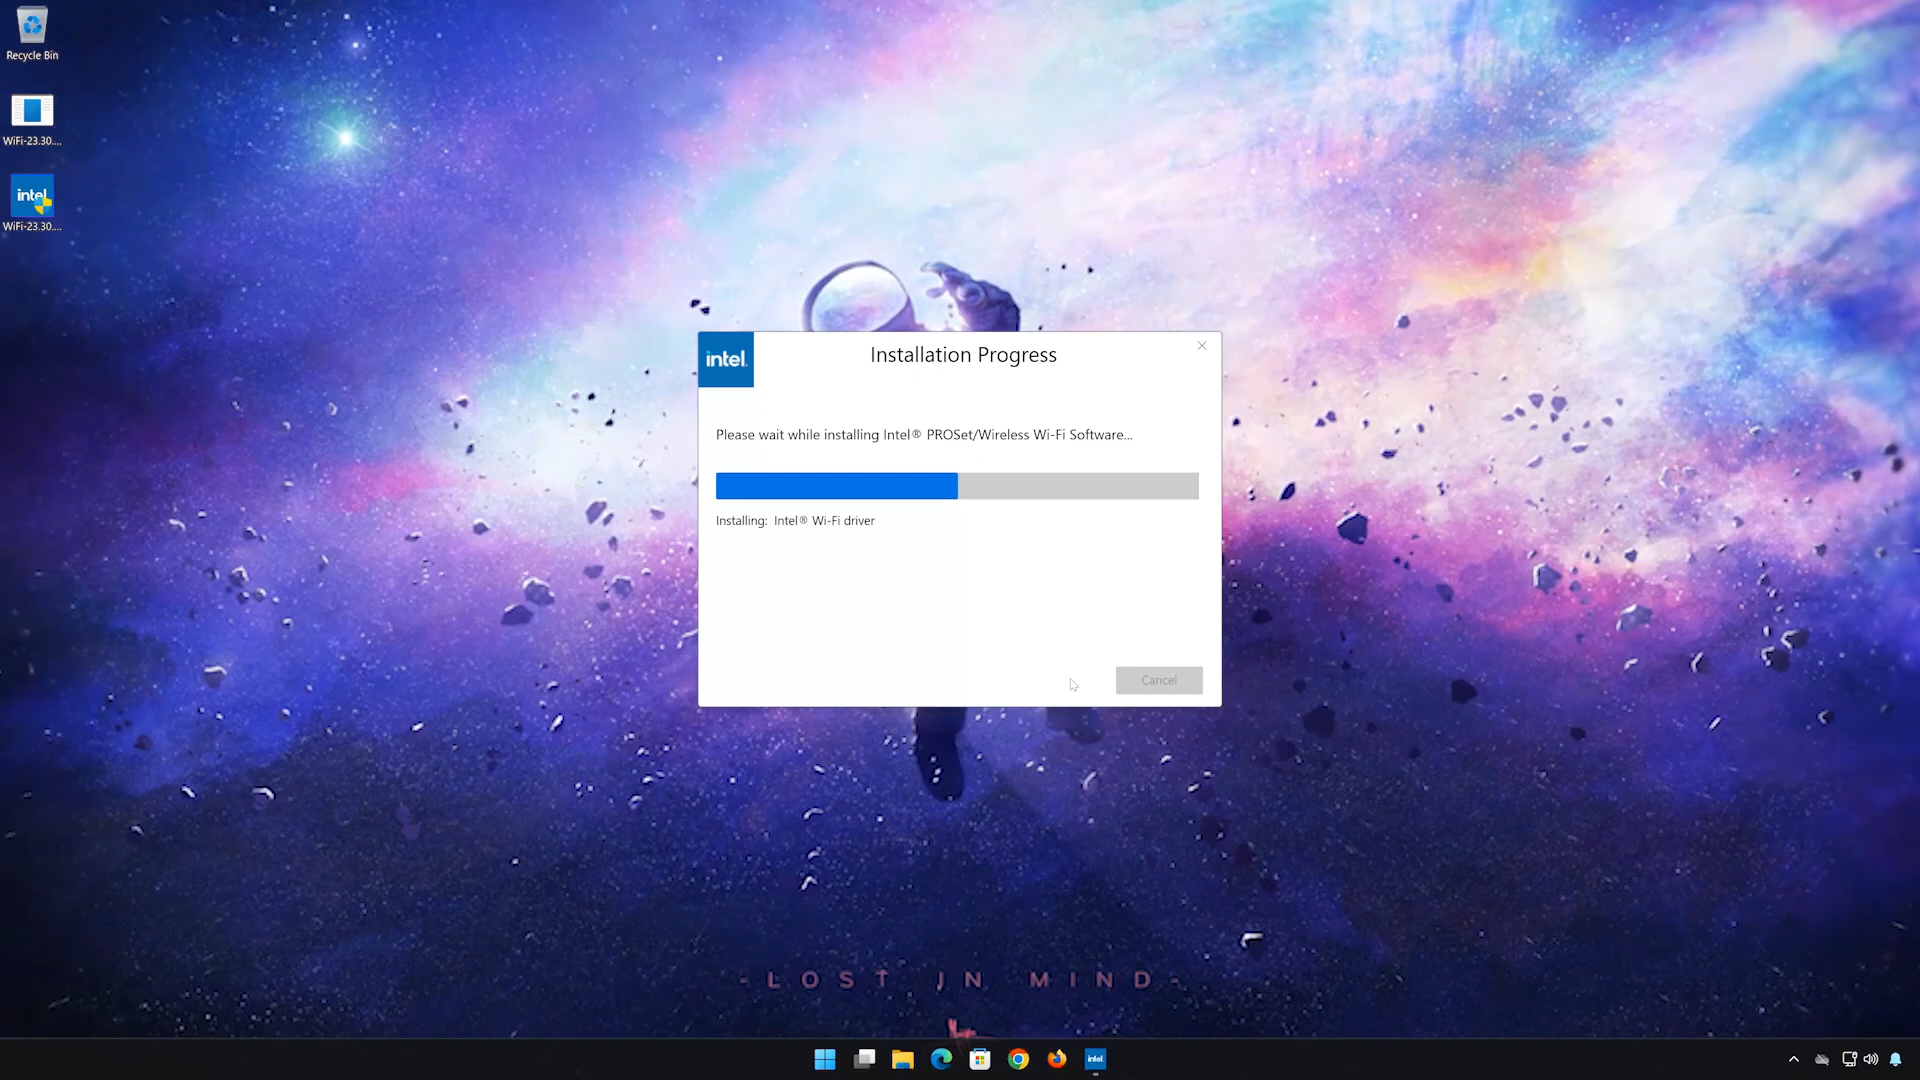 Recycle Bin
WiFi-23.30....
intel
WiFi-23.30....
intel.
Installation Progress
Please wait while installing Intel® PROSet/Wireless Wi-Fi Software...
Installing: Intel® Wi-Fi driver
Cancel
- LOST IN MIND -
intel